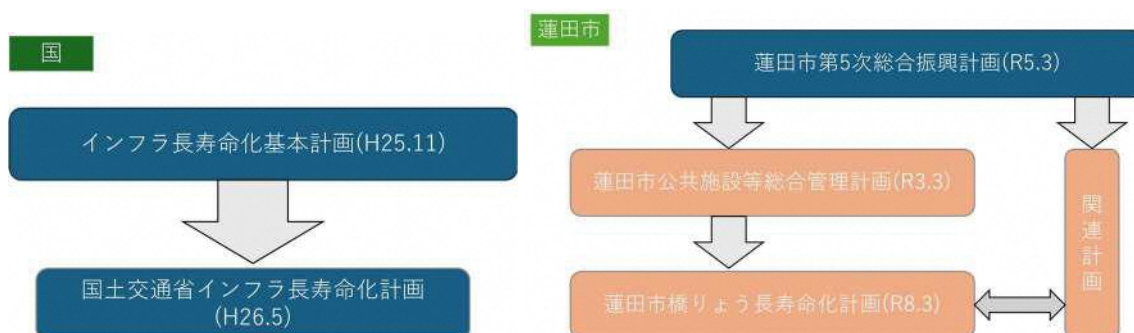 国
インフラ長寿命化基本計画(H25.11)
国土交通省インフラ長寿命化計画
(H26.5)
蓮田市
蓮田市第5次総合振興計画(R5.3)
蓮田市公共施設等総合管理計画(R3.3)
蓮田市橋りょう長寿命化計画(R8.3)
関連計画